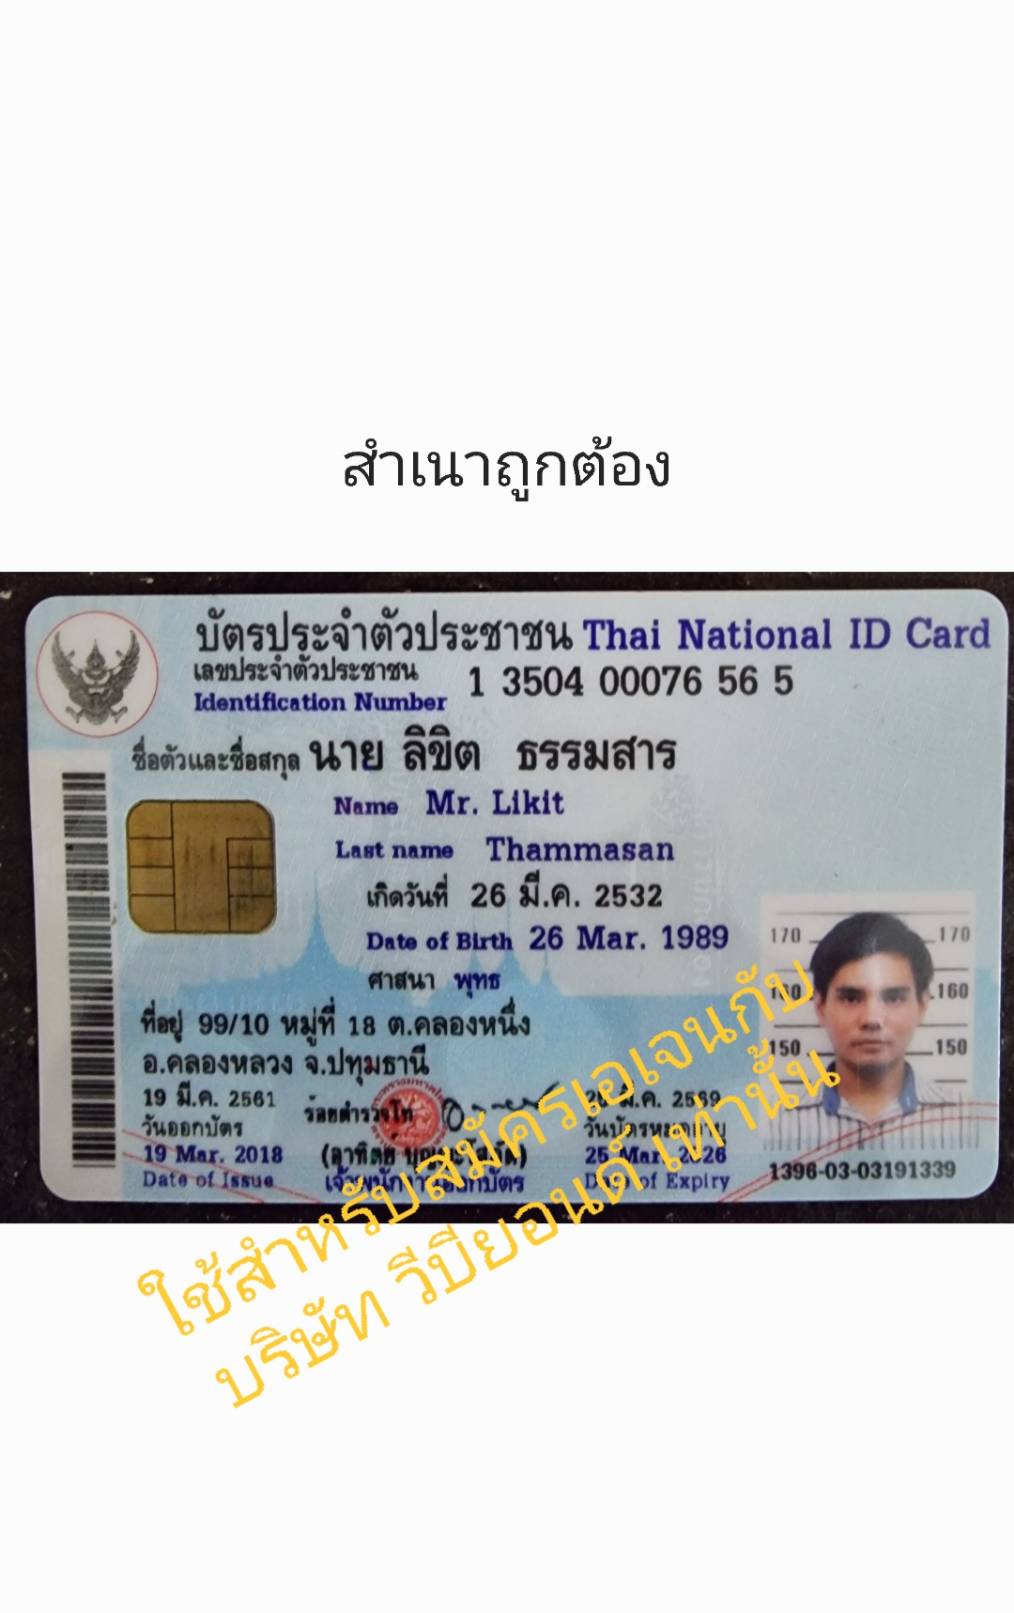 สำเนาถูกต้อง
บัตรประจำตัวประชาชน Thai National ID Card
เลขประจำตัวประชาชน
Identification Number
1 3504 00076 56 5
ชื่อตัวและชื่อสกุล นาย ลิขิต ธรรมสาร
Name Mr. Likit
Last name Thammasan
เกิดวันที่ 26 มี.ค. 2532
Date of Birth 26 Mar. 1989
ศาสนา พุทธ
ที่อยู่ 99/10 หมู่ที่ 18 ต.คลองหนึ่ง
อ.คลองหลวง จ.ปทุมธานี
19 มี.ค. 2561
วันออกบัตร
19 Mar. 2018
Date of Issue
ร้อยตำรวจโท
เจ้าพนักงานออกบัตร
มี.ค. 2569
วันบัตรหมดอายุ
25 Mar. 2026
Date of Expiry
170 170
160 160
150 150
1396-03-03191339
ใช้สำหรับสมัครเอเจนกับ
บริษัท วีบียอนด์ เท่านั้น